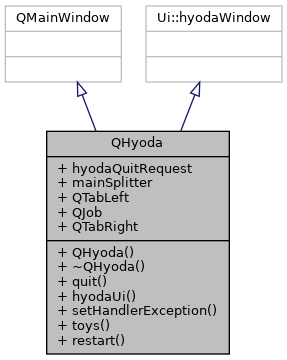 QMainWindow
Ui::hyodaWindow
QHyoda
+ hyodaQuitRequest
+ mainSplitter
+ QTabLeft
+ QJob
+ QTabRight
+ QHyoda()
+ ~QHyoda()
+ quit()
+ hyodaUi()
+ setHandlerException()
+ toys()
+ restart()